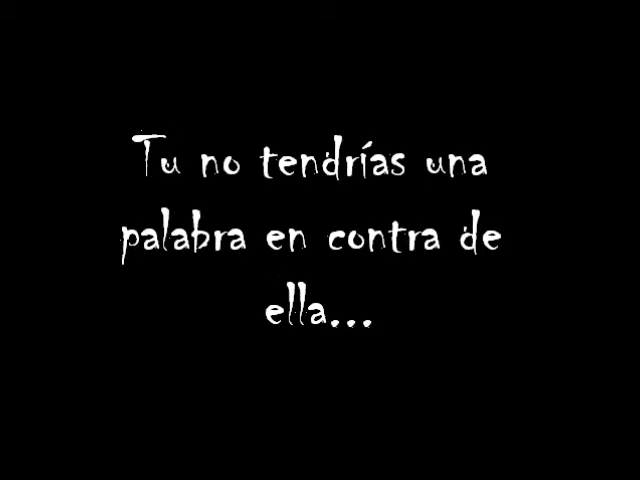 Tu no tendrías una
palabra en contra de
ella...